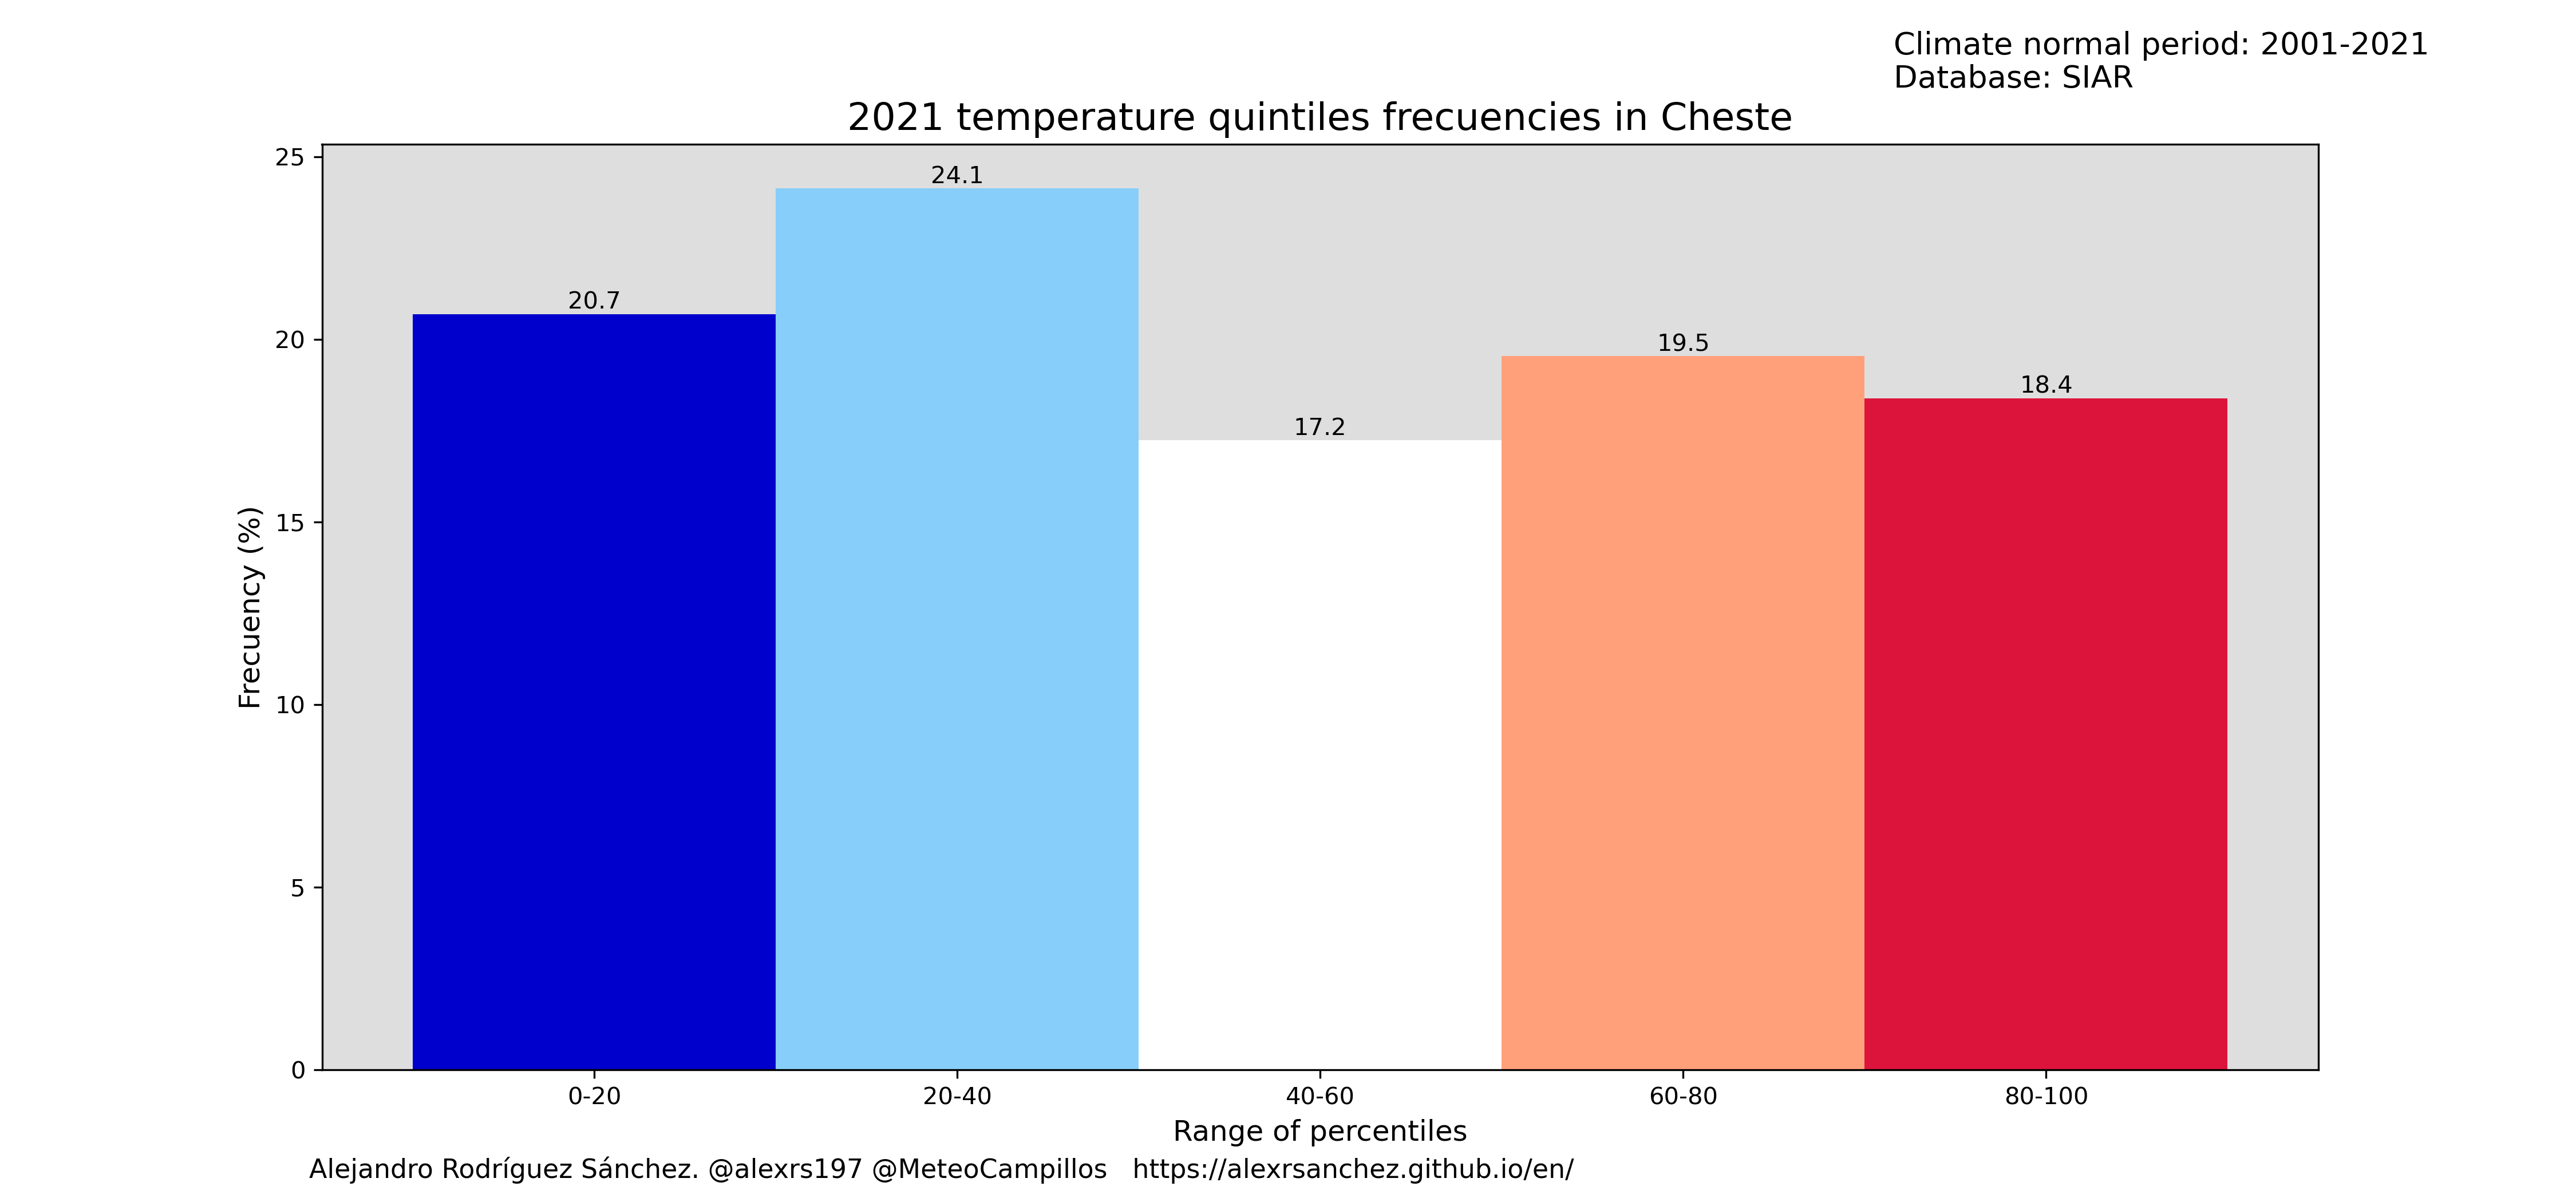 Climate normal period: 2001-2021
Database: SIAR
2021 temperature quintiles frecuencies in Cheste
25
20
15
10
5
0
Frecuency (%)
20.7
24.1
17.2
19.5
18.4
0-20
20-40
40-60
60-80
80-100
Range of percentiles
Alejandro Rodríguez Sánchez. @alexrs197 @MeteoCampillos   https://alexrsanchez.github.io/en/